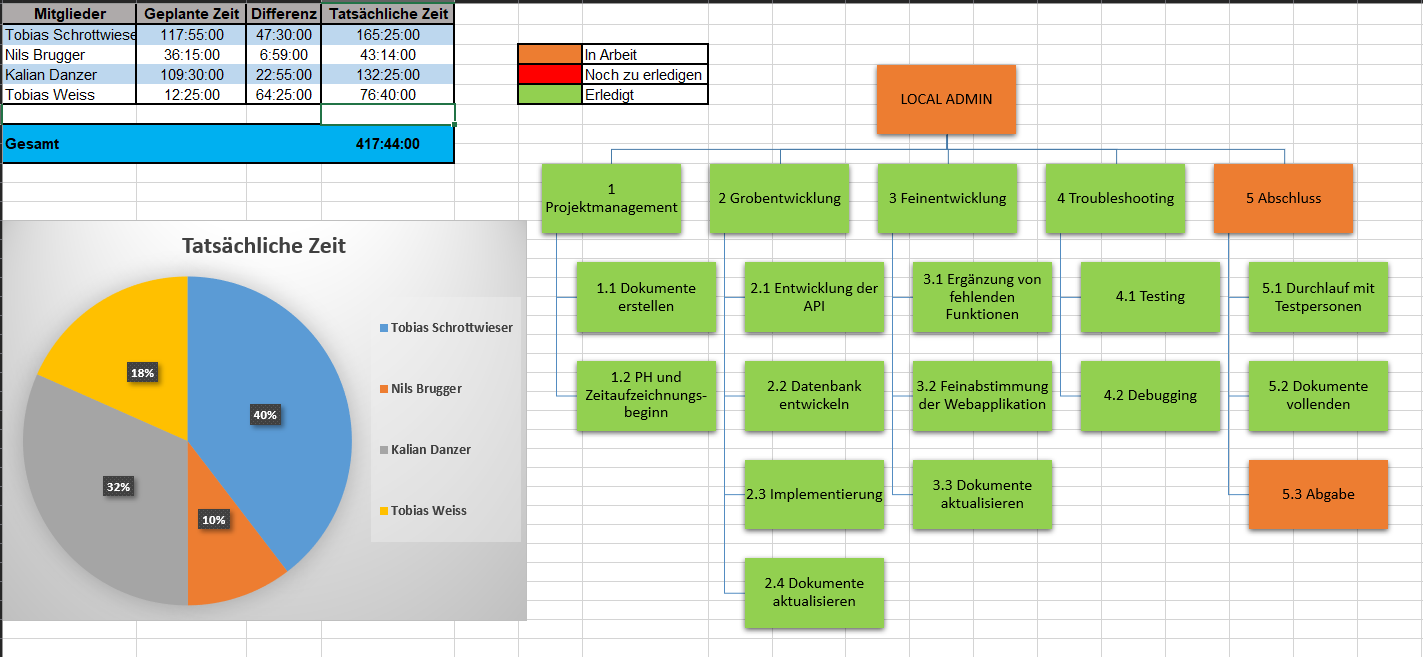 Mitglieder Geplante Zeit Differenz Tatsächliche Zeit
Tobias Schrottwiese 117:55:00 47:30:00 165:25:00
Nils Brugger 36:15:00 6:59:00 43:14:00
Kalian Danzer 109:30:00 22:55:00 132:25:00
Tobias Weiss 12:25:00 64:25:00 76:40:00
Gesamt 417:44:00
In Arbeit
Noch zu erledigen
Erledigt
Tatsächliche Zeit
40%
10%
32%
18%
Tobias Schrottwieser
Nils Brugger
Kalian Danzer
Tobias Weiss
LOCAL ADMIN
1
Projektmanagement
1.1 Dokumente
erstellen
1.2 PH und
Zeitaufzeichnungs-
beginn
2 Grobentwicklung
2.1 Entwicklung der
API
2.2 Datenbank
entwickeln
2.3 Implementierung
2.4 Dokumente
aktualisieren
3 Feinentwicklung
3.1 Ergänzung von
fehlenden
Funktionen
3.2 Feinabstimmung
der Webapplikation
3.3 Dokumente
aktualisieren
4 Troubleshooting
4.1 Testing
4.2 Debugging
5 Abschluss
5.1 Durchlauf mit
Testpersonen
5.2 Dokumente
vollenden
5.3 Abgabe